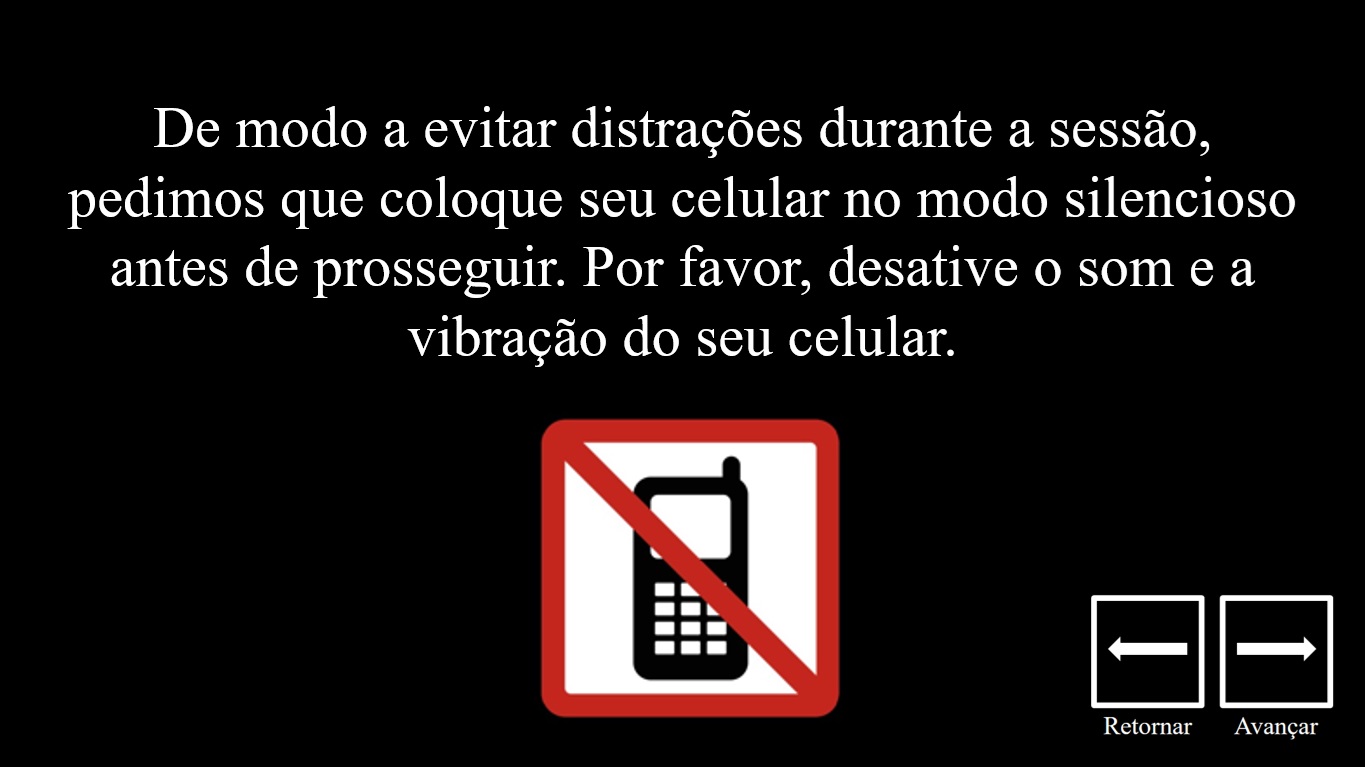 De modo a evitar distrações durante a sessão,
pedimos que coloque seu celular no modo silencioso
antes de prosseguir. Por favor, desative o som e a
vibração do seu celular.
Retornar
Avançar